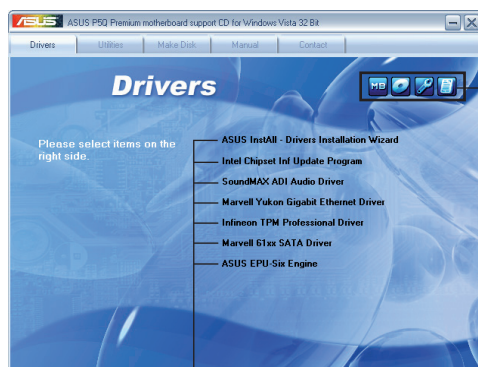 ASUS ASUS P5Q Premium motherboard support CD for Windows Vista 32 Bit
Drivers Utilities Make Disk Manual Contact
Drivers
MB
Please select items on the
right side.
ASUS InstAll - Drivers Installation Wizard
Intel Chipset Inf Update Program
SoundMAX ADI Audio Driver
Marvell Yukon Gigabit Ethernet Driver
Infineon TPM Professional Driver
Marvell 61xx SATA Driver
ASUS EPU-Six Engine